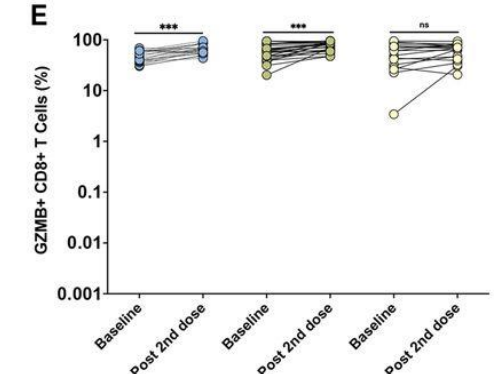 E
*** *** ns
GZMB+ CD8+ T Cells (%)
100
10
1
0.1
0.01
0.001
Baseline
Post 2nd dose
Baseline
Post 2nd dose
Baseline
Post 2nd dose